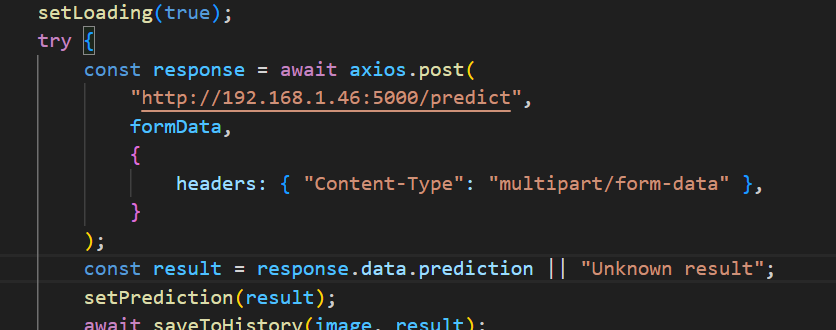 setLoading(true);
try {
const response = await axios.post(
"http://192.168.1.46:5000/predict",
formData,
{
headers: { "Content-Type": "multipart/form-data" },
}
);
const result = response.data.prediction || "Unknown result";
setPrediction(result);
await saveToHistory(image, result);